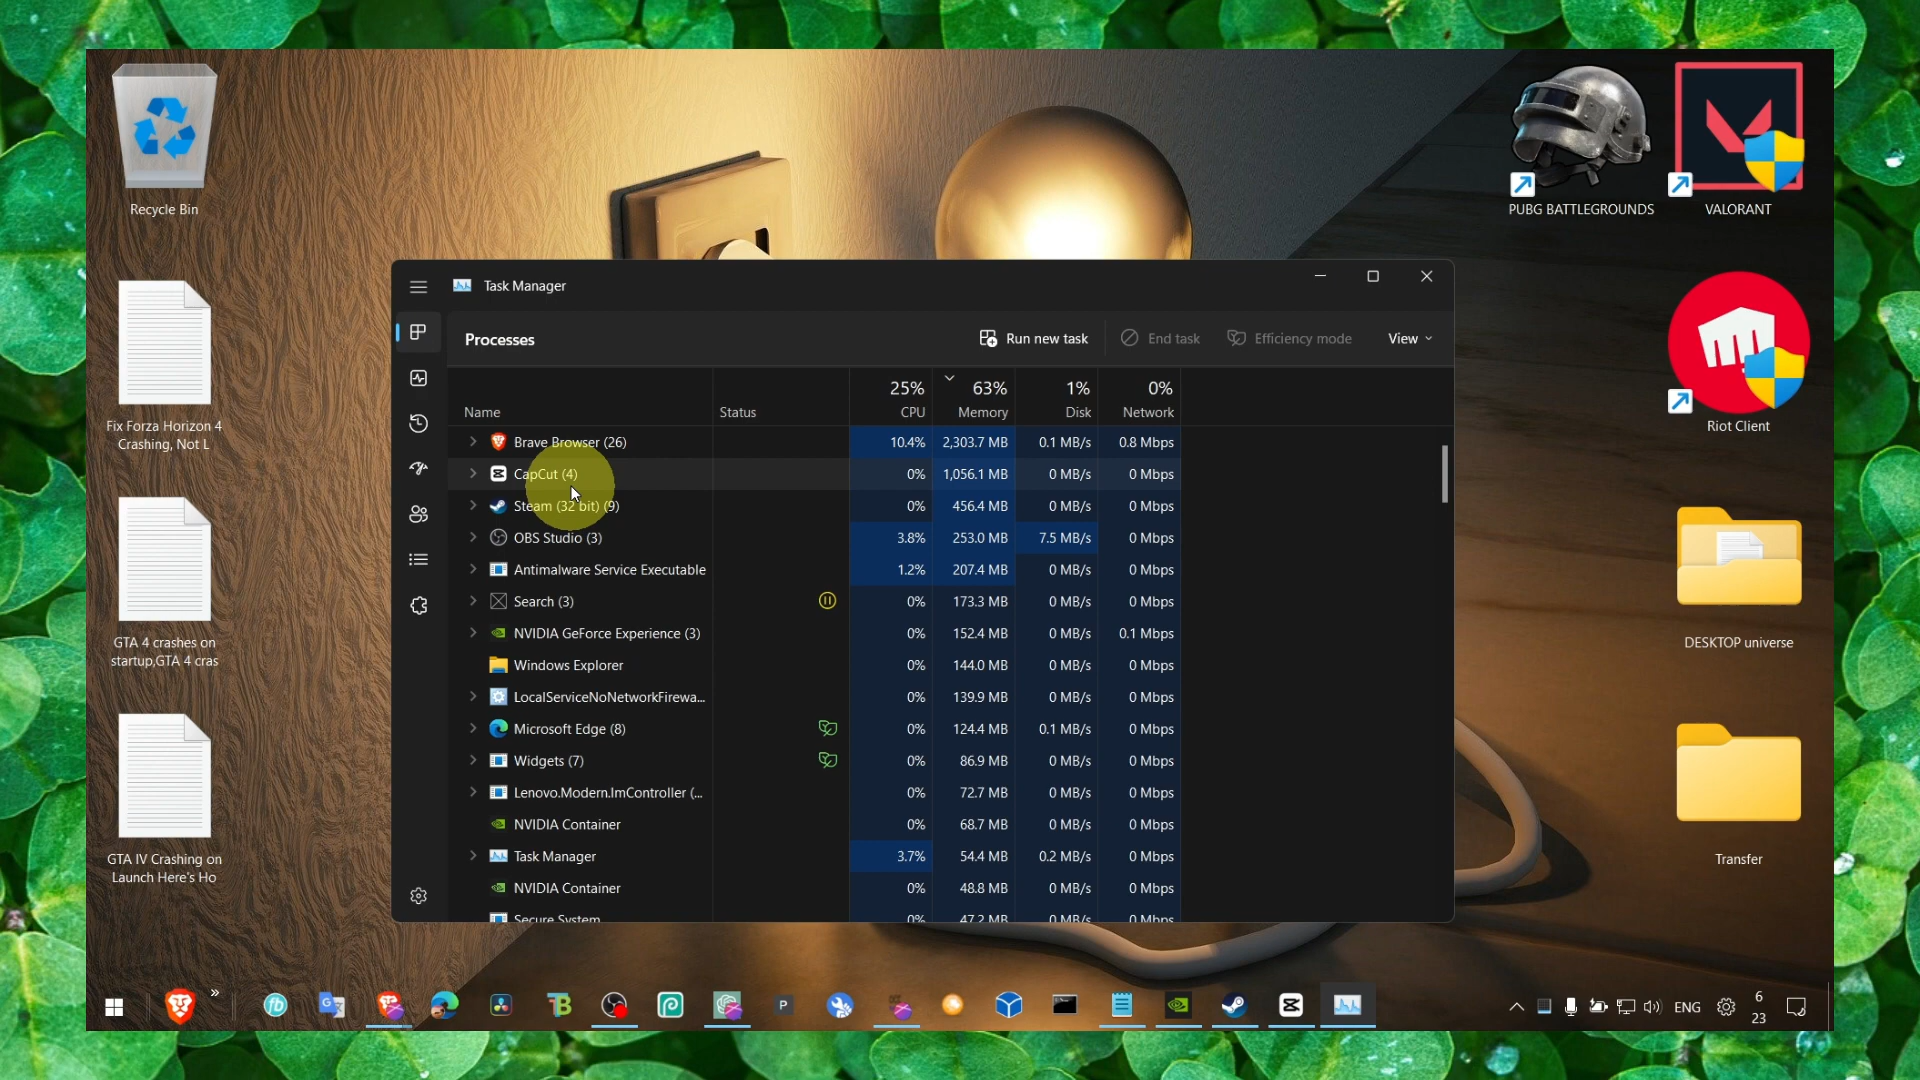 Recycle Bin
Fix Forza Horizon 4
Crashing, Not L
GTA 4 crashes on
startup,GTA 4 cras
GTA IV Crashing on
Launch Here's Ho
PUBG BATTLEGROUNDS
VALORANT
Riot Client
DESKTOP universe
Transfer
Task Manager
Processes
Run new task
End task
Efficiency mode
View
25% 63% 1% 0%
Name Status CPU Memory Disk Network
Brave Browser (26) 10.4% 2,303.7 MB 0.1 MB/s 0.8 Mbps
CapCut (4) 0% 1,056.1 MB 0 MB/s 0 Mbps
Steam (32 bit) (9) 0% 456.4 MB 0 MB/s 0 Mbps
OBS Studio (3) 3.8% 253.0 MB 7.5 MB/s 0 Mbps
Antimalware Service Executable 1.2% 207.4 MB 0 MB/s 0 Mbps
Search (3) 0% 173.3 MB 0 MB/s 0 Mbps
NVIDIA GeForce Experience (3) 0% 152.4 MB 0 MB/s 0.1 Mbps
Windows Explorer 0% 144.0 MB 0 MB/s 0 Mbps
LocalServiceNoNetworkFirewa... 0% 139.9 MB 0 MB/s 0 Mbps
Microsoft Edge (8) 0% 124.4 MB 0.1 MB/s 0 Mbps
Widgets (7) 0% 86.9 MB 0 MB/s 0 Mbps
Lenovo.Modern.ImController (... 0% 72.7 MB 0 MB/s 0 Mbps
NVIDIA Container 0% 68.7 MB 0 MB/s 0 Mbps
Task Manager 3.7% 54.4 MB 0.2 MB/s 0 Mbps
NVIDIA Container 0% 48.8 MB 0 MB/s 0 Mbps
Secure System 0% 47.2 MB 0 MB/s 0 Mbps
fb
G
TB
P
ENG
6
23